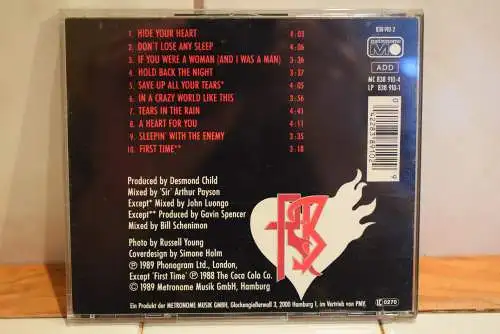 838 910-2
metronome
ADD
MC 838 910-4
LP 838 910-1
1. HIDE YOUR HEART 4:03
2. DON'T LOSE ANY SLEEP 4:06
3. IF YOU WERE A WOMAN (AND I WAS A MAN) 3:36
4. HOLD BACK THE NIGHT 3:37
5. SAVE UP ALL YOUR TEARS* 4:05
6. IN A CRAZY WORLD LIKE THIS 3:56
7. TEARS IN THE RAIN 3:43
8. A HEART FOR YOU 4:11
9. SLEEPIN' WITH THE ENEMY 3:35
10. FIRST TIME** 3:18
Produced by Desmond Child
Mixed by 'Sir' Arthur Payson
Except* Mixed by John Luongo
Except** Produced by Gavin Spencer
Mixed by Bill Schenimon
Photo by Russell Young
Coverdesign by Simone Holm
℗ 1989 Phonogram Ltd., London,
Except 'First Time' ℗ 1988 The Coca Cola Co.
© 1989 Metronome Musik GmbH, Hamburg
Ein Produkt der METRONOME MUSIK GMBH, Glockengießerwall 3, 2000 Hamburg 1, im Vertrieb von PMV.
LC 0270